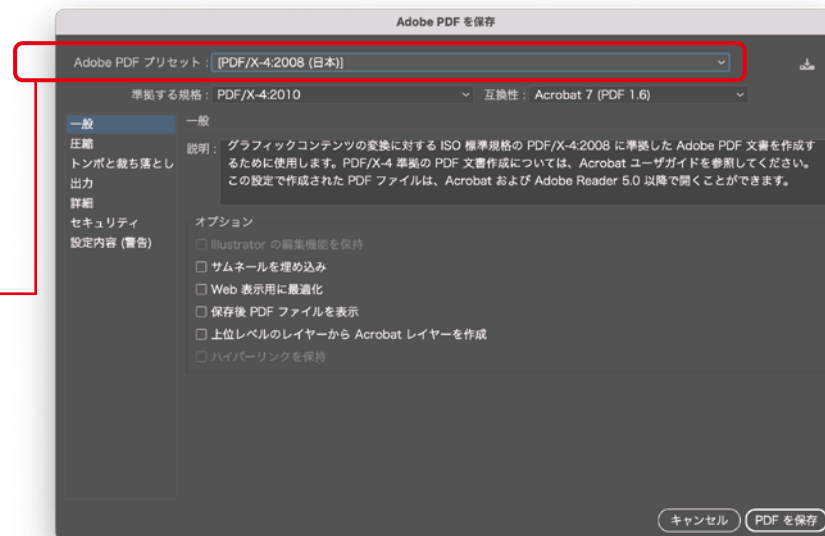 Adobe PDF を保存
Adobe PDF プリセット : [PDF/X-4:2008 (日本)]
準拠する規格 : PDF/X-4:2010 互換性 : Acrobat 7 (PDF 1.6)
一般
圧縮
トンボと裁ち落とし
出力
詳細
セキュリティ
設定内容 (警告)
一般
説明 : グラフィックコンテンツの変換に対する ISO 標準規格の PDF/X-4:2008 に準拠した Adobe PDF 文書を作成す
るために使用します。PDF/X-4 準拠の PDF 文書作成については、Acrobat ユーザガイドを参照してください。
この設定で作成された PDF ファイルは、Acrobat および Adobe Reader 5.0 以降で開くことができます。
オプション
Illustrator の編集機能を保持
サムネールを埋め込み
Web 表示用に最適化
保存後 PDF ファイルを表示
上位レベルのレイヤーから Acrobat レイヤーを作成
ハイパーリンクを保持
キャンセル PDF を保存